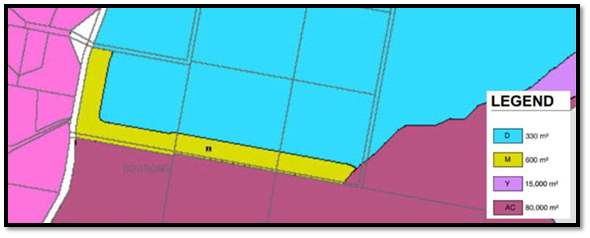 LEGEND
D 330 m²
M 600 m²
Y 15,000 m²
AC 80,000 m²